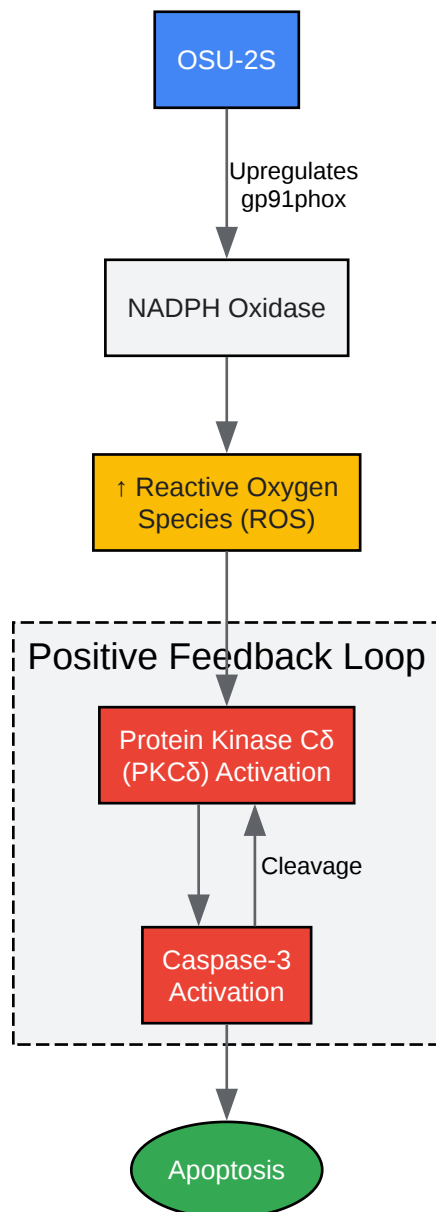 OSU-2S
Upregulates
gp91phox
NADPH Oxidase
↑ Reactive Oxygen
Species (ROS)
Positive Feedback Loop
Protein Kinase Cδ
(PKCδ) Activation
Cleavage
Caspase-3
Activation
Apoptosis